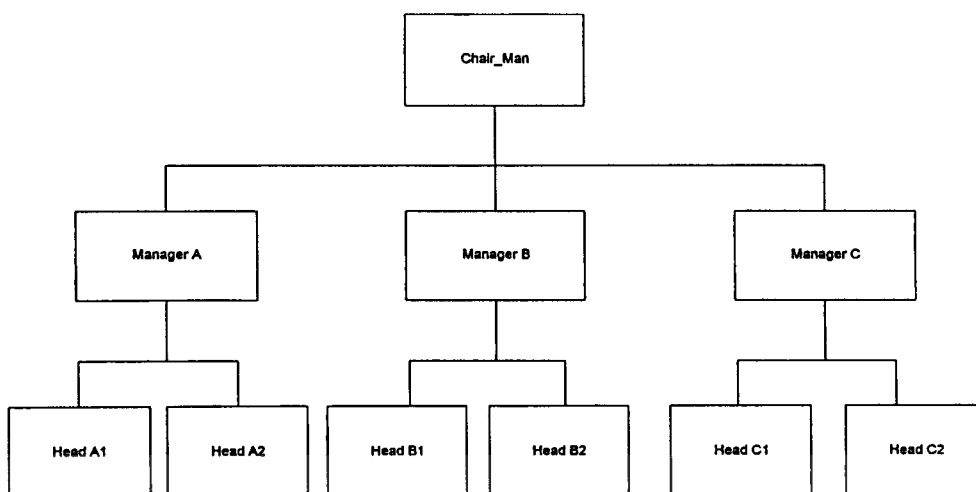 Chair_Man
Manager A
Manager B
Manager C
Head A1
Head A2
Head B1
Head B2
Head C1
Head C2